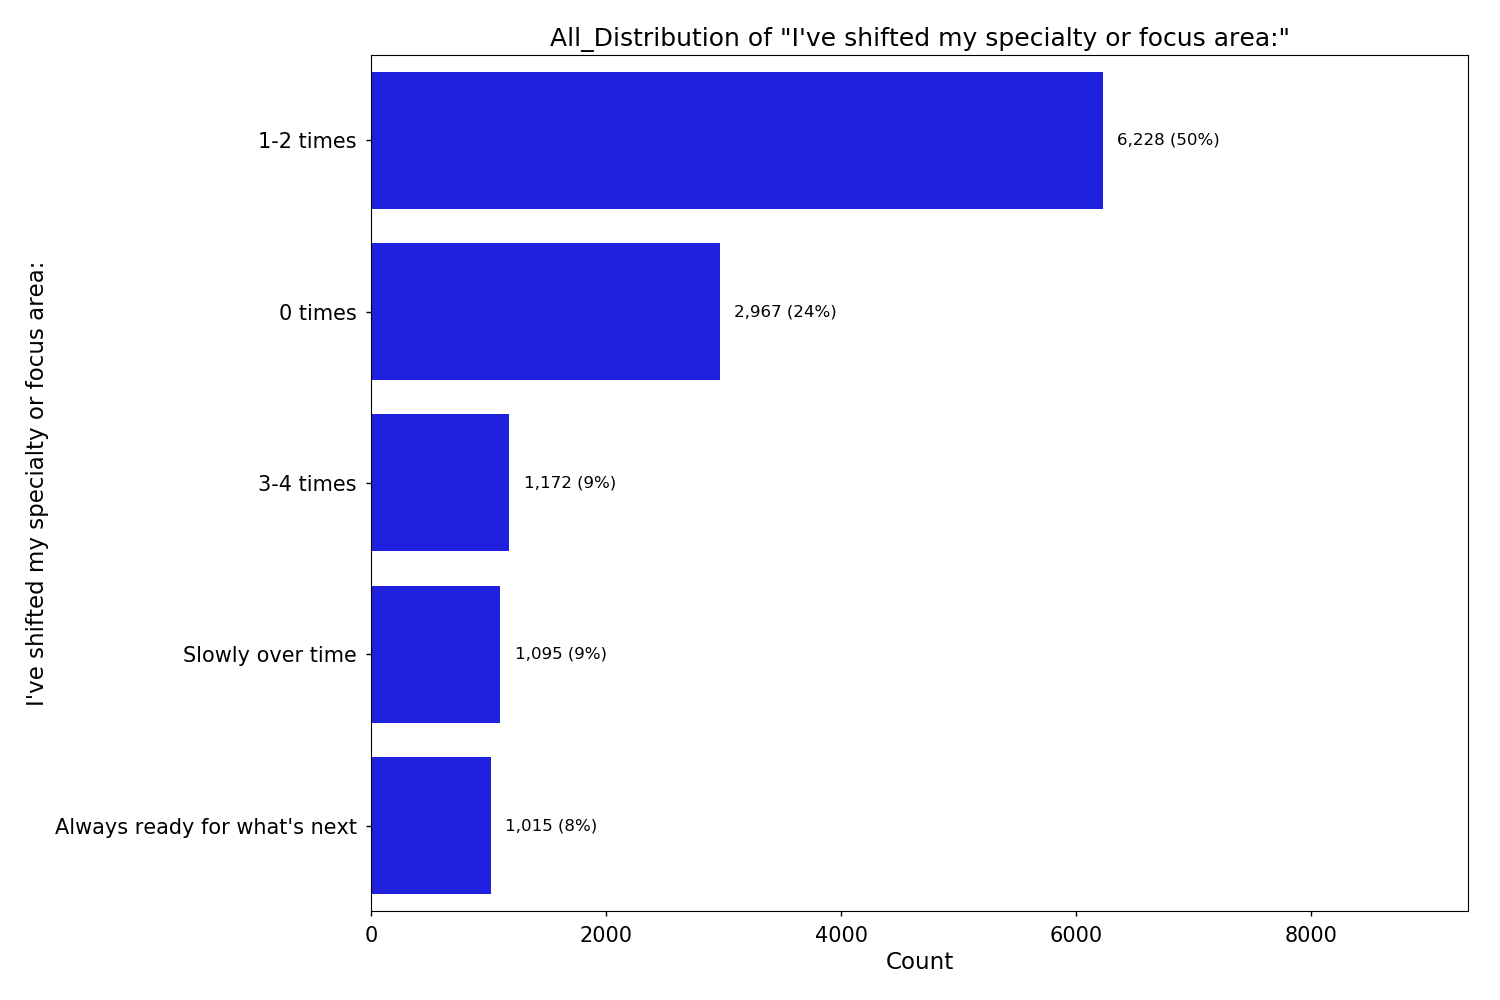 All_Distribution of "I've shifted my specialty or focus area:"
I've shifted my specialty or focus area:
1-2 times
6,228 (50%)
0 times
2,967 (24%)
3-4 times
1,172 (9%)
Slowly over time
1,095 (9%)
Always ready for what's next
1,015 (8%)
0 2000 4000 6000 8000
Count